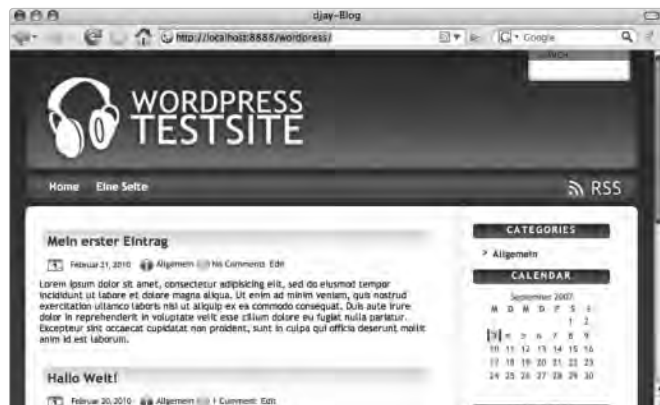 djay-Blog
http://localhost:8888/wordpress/
Google
SEARCH
WORDPRESS
TESTSITE
Home Eine Seite
RSS
Mein erster Eintrag
Februar 21, 2010 Allgemein No Comments Edit
Lorem ipsum dolor sit amet, consectetur adipisicing elit, sed do eiusmod tempor
incididunt ut labore et dolore magna aliqua. Ut enim ad minim veniam, quis nostrud
exercitation ullamco laboris nisi ut aliquip ex ea commodo consequat. Duis aute irure
dolor in reprehenderit in voluptate velit esse cillum dolore eu fugiat nulla pariatur.
Excepteur sint occaecat cupidatat non proident, sunt in culpa qui officia deserunt mollit
anim id est laborum.
Hallo Welt!
Februar 20, 2010 Allgemein 1 Comment Edit
CATEGORIES
> Allgemein
CALENDAR
September 2007
M D M D F S S
1 2
3 4 5 6 7 8 9
10 11 12 13 14 15 16
17 18 19 20 21 22 23
24 25 26 27 28 29 30